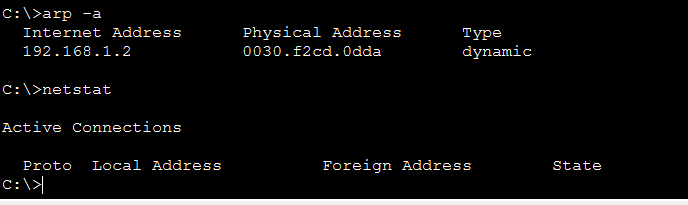 C:\>arp -a
Internet Address Physical Address Type
192.168.1.2 0030.f2cd.0dda dynamic
C:\>netstat
Active Connections
Proto Local Address Foreign Address State
C:\>